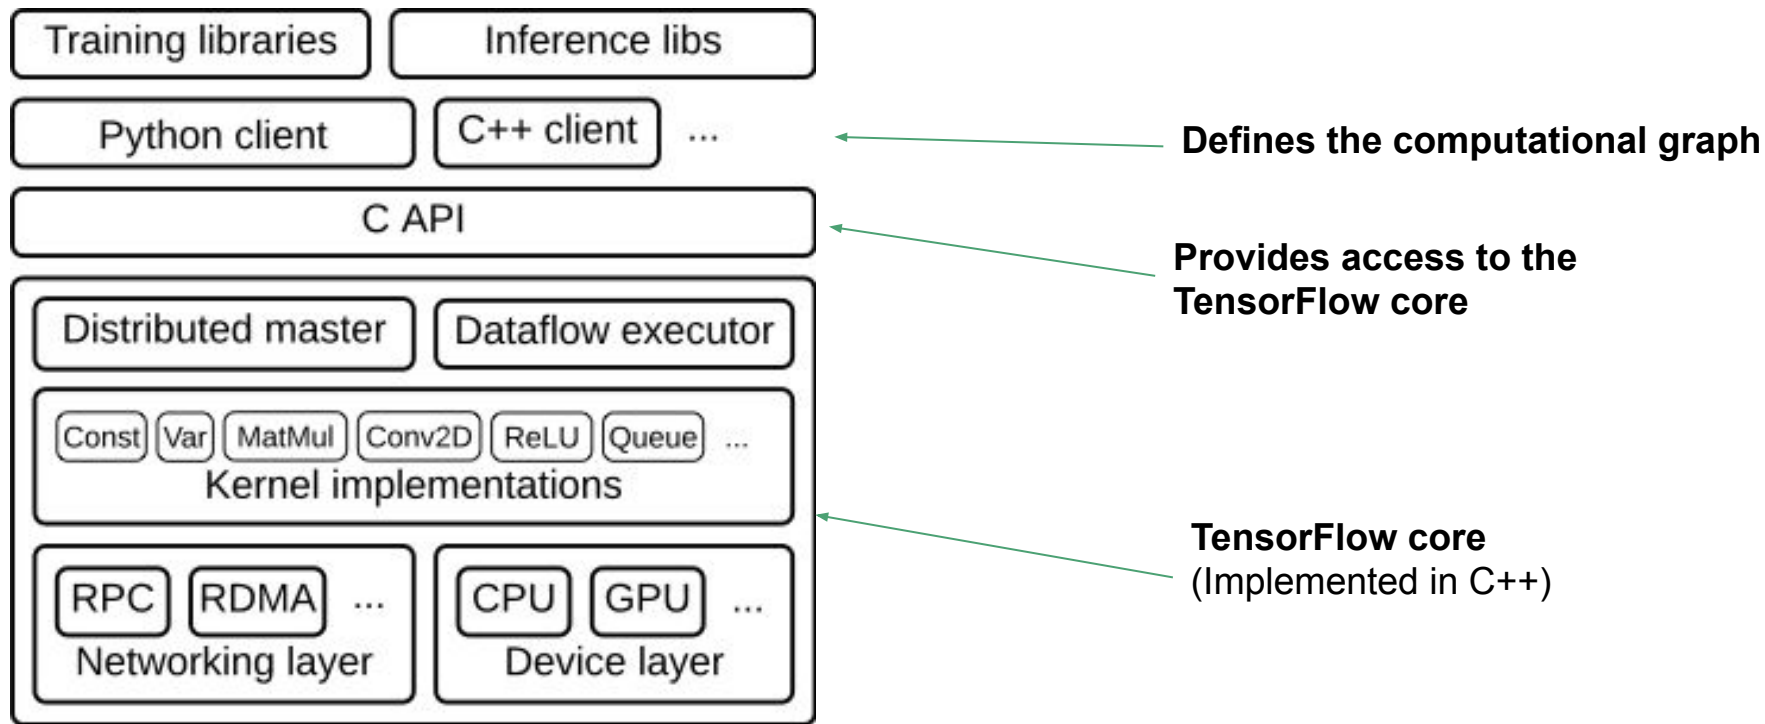 Training libraries Inference libs
Python client C++ client ...
Defines the computational graph
C API
Provides access to the
TensorFlow core
Distributed master Dataflow executor
Const Var MatMul Conv2D ReLU Queue ...
Kernel implementations
TensorFlow core
(Implemented in C++)
RPC RDMA ... CPU GPU ...
Networking layer Device layer